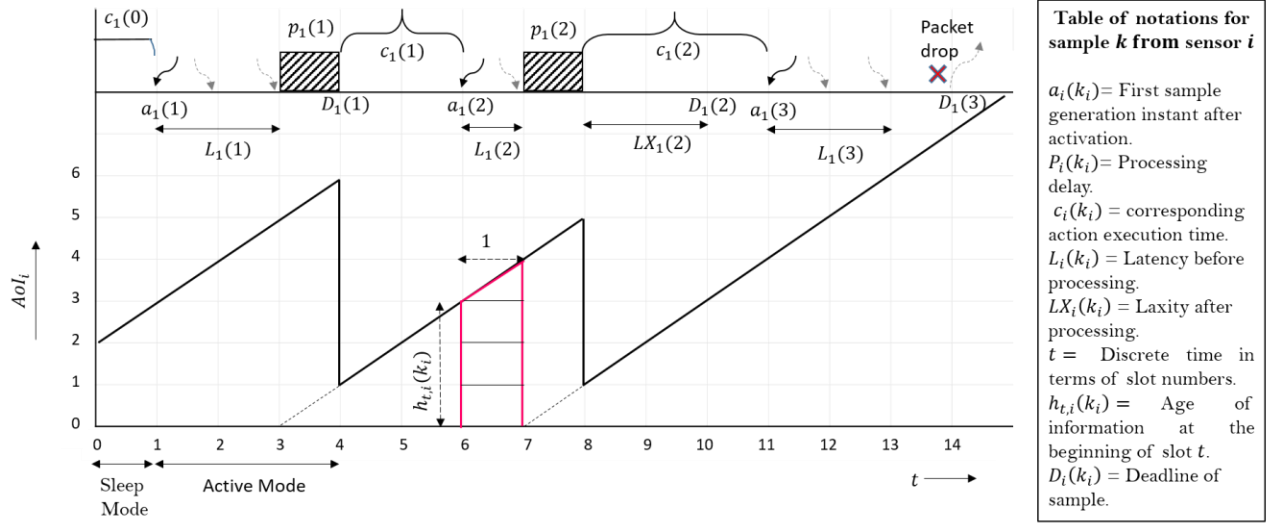 c₁(0)
p₁(1)
c₁(1)
p₁(2)
c₁(2)
Packet
drop
a₁(1)
D₁(1)
a₁(2)
D₁(2)
a₁(3)
D₁(3)
L₁(1)
L₁(2)
LX₁(2)
L₁(3)
6
5
4
3
2
1
0
AoIᵢ
1
hₜ,ᵢ(kᵢ)
0 1 2 3 4 5 6 7 8 9 10 11 12 13 14
Sleep
Mode
Active Mode
t
Table of notations for
sample k from sensor i
aᵢ(kᵢ)= First sample
generation instant after
activation.
Pᵢ(kᵢ)= Processing
delay.
cᵢ(kᵢ) = corresponding
action execution time.
Lᵢ(kᵢ) = Latency before
processing.
LXᵢ(kᵢ) = Laxity after
processing.
t = Discrete time in
terms of slot numbers.
hₜ,ᵢ(kᵢ) = Age of
information at the
beginning of slot t.
Dᵢ(kᵢ) = Deadline of
sample.